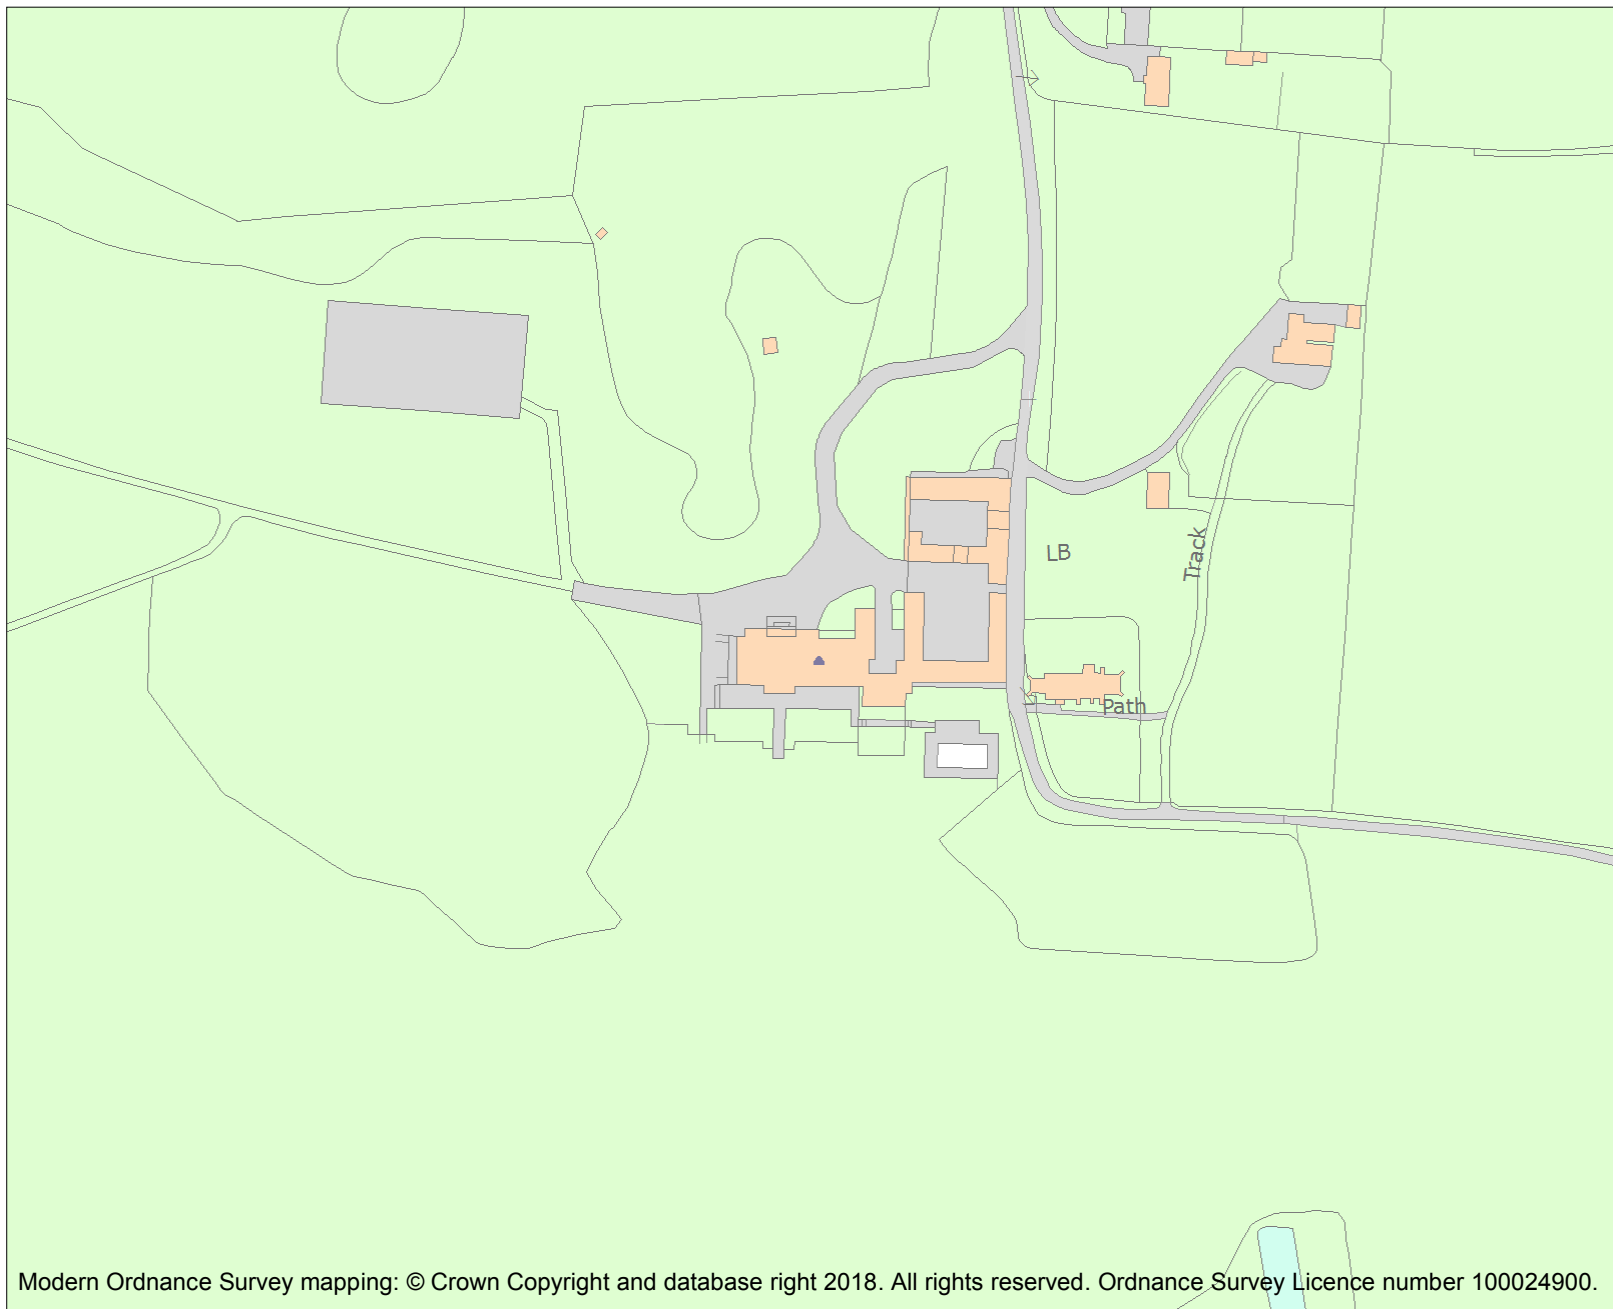 LB
Track
Path
Modern Ordnance Survey mapping: © Crown Copyright and database right 2018. All rights reserved. Ordnance Survey Licence number 100024900.